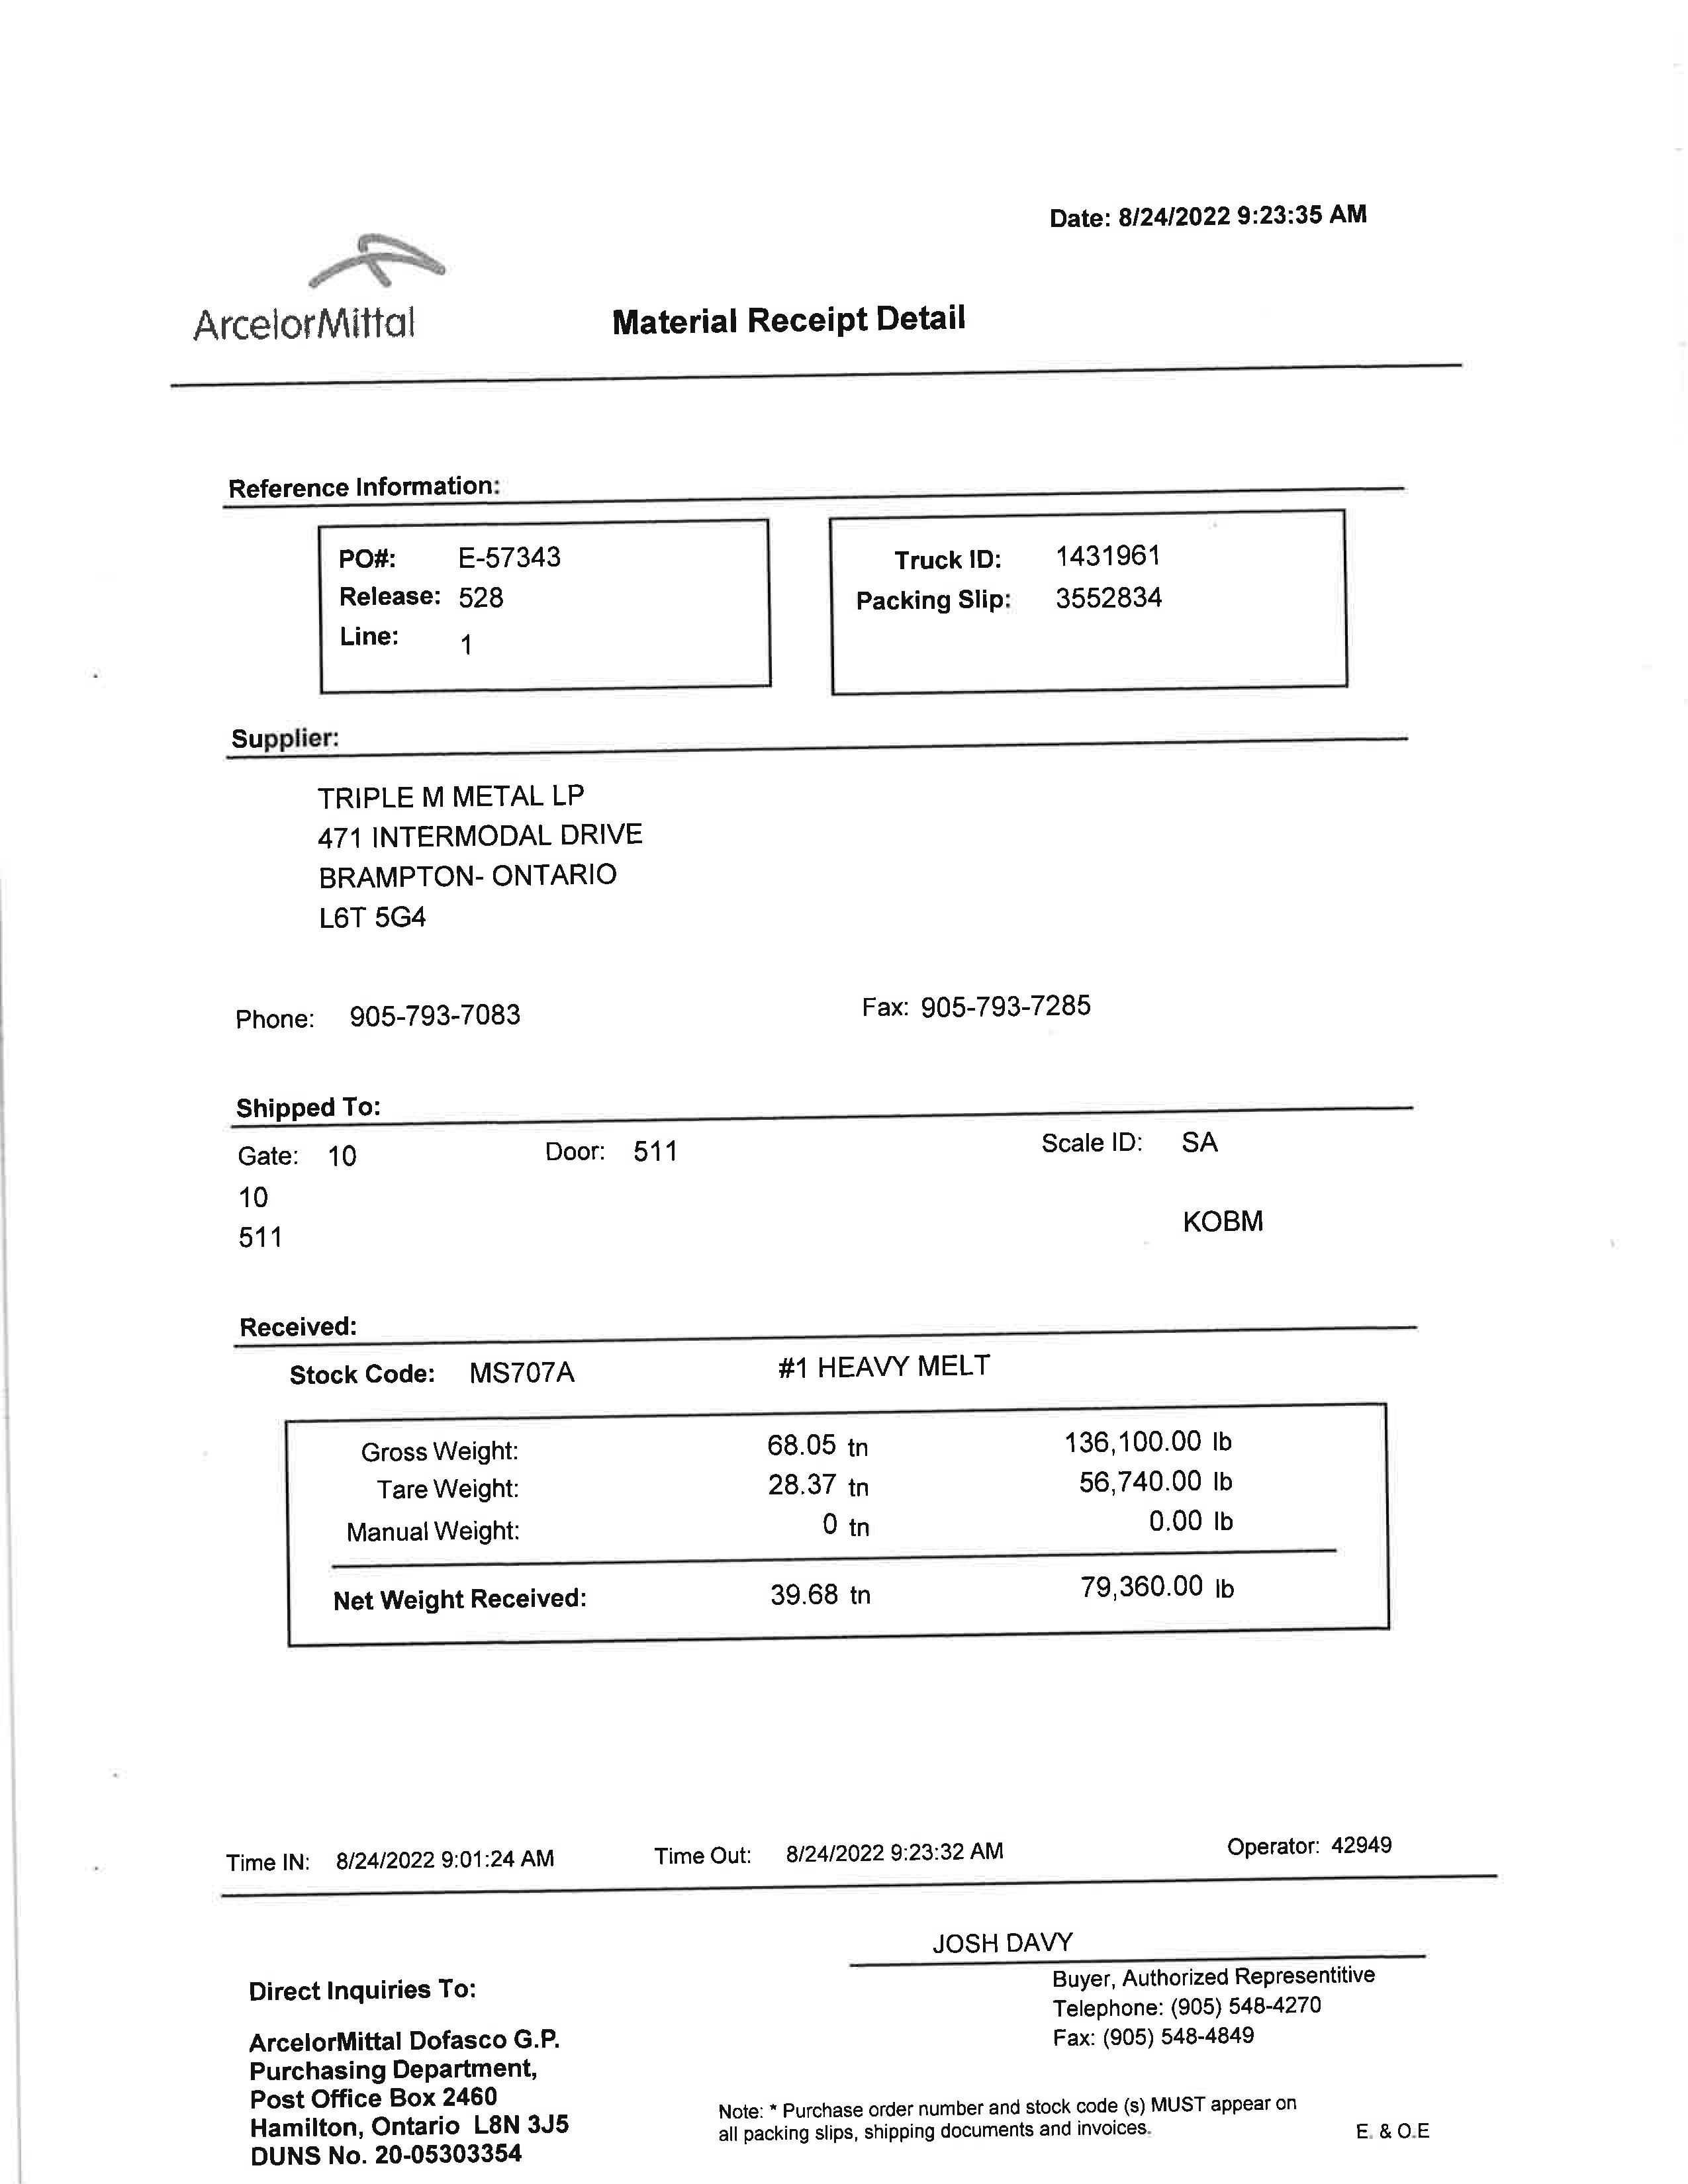 Date: 8/24/2022 9:23:35 AM
ArcelorMittal
Material Receipt Detail
Reference Information:
PO#: E-57343
Release: 528
Line: 1
Truck ID: 1431961
Packing Slip: 3552834
Supplier:
TRIPLE M METAL LP
471 INTERMODAL DRIVE
BRAMPTON- ONTARIO
L6T 5G4
Phone: 905-793-7083 Fax: 905-793-7285
Shipped To:
Gate: 10 Door: 511 Scale ID: SA
10
511 KOBM
Received:
Stock Code: MS707A #1 HEAVY MELT
Gross Weight: 68.05 tn 136,100.00 lb
Tare Weight: 28.37 tn 56,740.00 lb
Manual Weight: 0 tn 0.00 lb
Net Weight Received: 39.68 tn 79,360.00 lb
Time IN: 8/24/2022 9:01:24 AM Time Out: 8/24/2022 9:23:32 AM Operator: 42949
JOSH DAVY
Buyer, Authorized Representitive
Telephone: (905) 548-4270
Fax: (905) 548-4849
Direct Inquiries To:
ArcelorMittal Dofasco G.P.
Purchasing Department,
Post Office Box 2460
Hamilton, Ontario L8N 3J5
DUNS No. 20-05303354
Note: * Purchase order number and stock code (s) MUST appear on
all packing slips, shipping documents and invoices.
E. & O.E